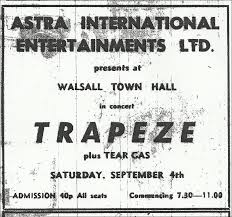 ASTRA INTERNATIONAL
ENTERTAINMENTS LTD.
presents at
WALSALL TOWN HALL
in concert
TRAPEZE
plus TEAR GAS
SATURDAY, SEPTEMBER 4th
ADMISSION 40p All seats Commencing 7.30—11.00